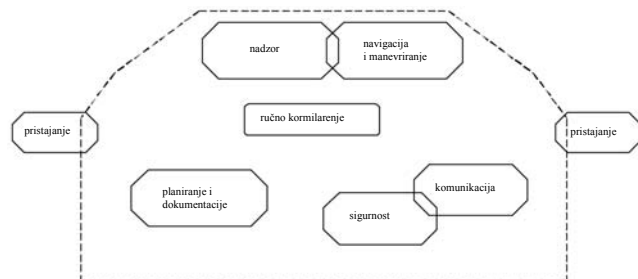 nadzor
navigacija
i manevriranje
ručno kormilarenje
pristajanje
pristajanje
planiranje i
dokumentacije
komunikacija
sigurnost